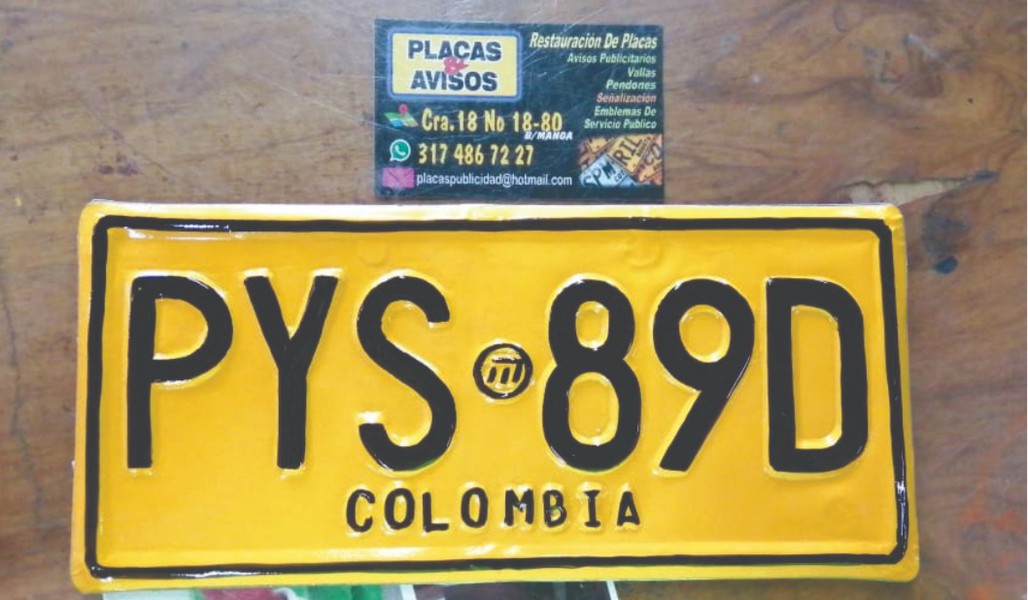 PLACAS
&
AVISOS
Restauración De Placas
Avisos Publicitarios
Vallas
Pendones
Señalización
Emblemas De
Servicio Publico
Cra.18 No 18-80
B/MANGA
317 486 72 27
placaspublicidad@hotmail.com
PYS 89D
COLOMBIA